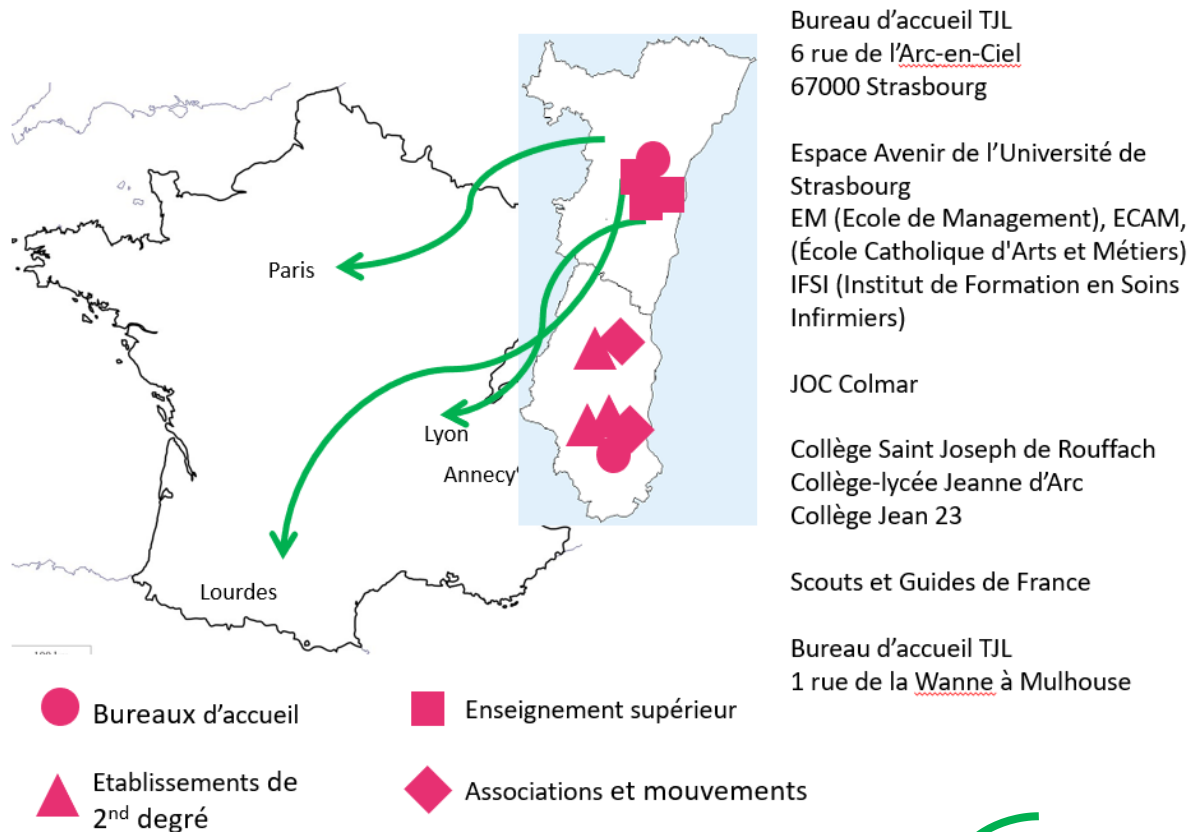 Bureau d’accueil TJL
6 rue de l’Arc-en-Ciel
67000 Strasbourg
Espace Avenir de l’Université de
Strasbourg
EM (Ecole de Management), ECAM,
(École Catholique d'Arts et Métiers)
IFSI (Institut de Formation en Soins
Infirmiers)
JOC Colmar
Collège Saint Joseph de Rouffach
Collège-lycée Jeanne d’Arc
Collège Jean 23
Scouts et Guides de France
Bureau d’accueil TJL
1 rue de la Wanne à Mulhouse
Paris
Lyon
Annecy
Lourdes
Bureaux d’accueil
Enseignement supérieur
Etablissements de
2nd degré
Associations et mouvements